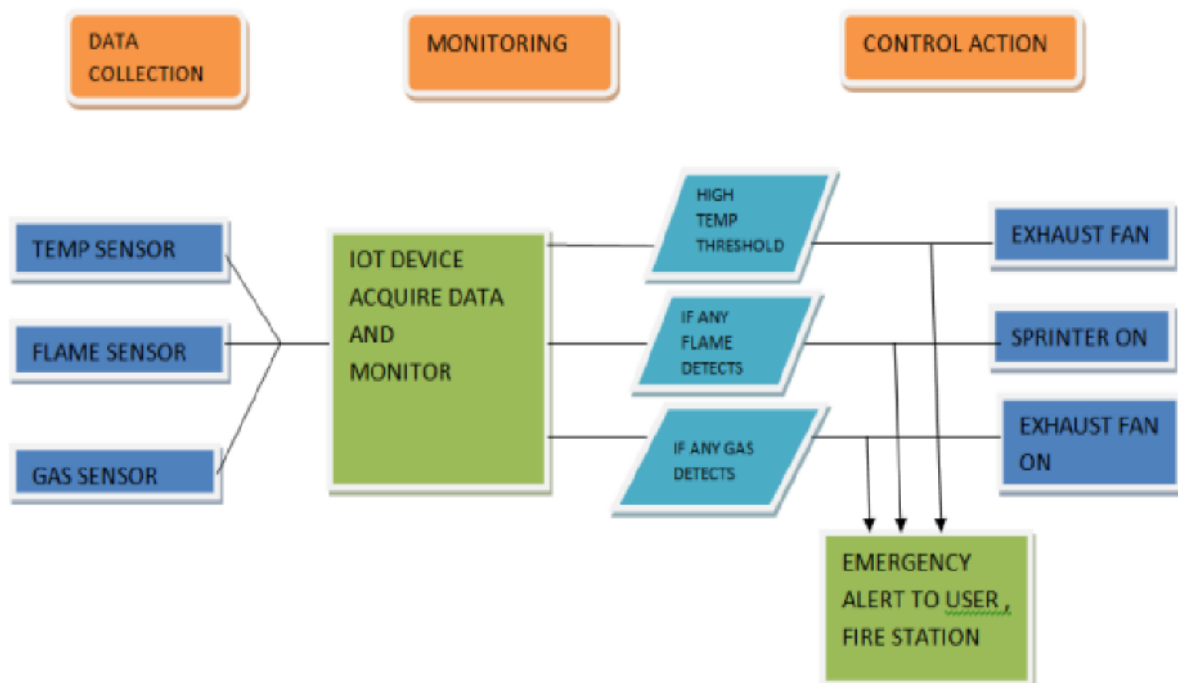 DATA
COLLECTION
MONITORING
CONTROL ACTION
TEMP SENSOR
FLAME SENSOR
GAS SENSOR
IOT DEVICE
ACQUIRE DATA
AND
MONITOR
HIGH
TEMP
THRESHOLD
IF ANY
FLAME
DETECTS
IF ANY GAS
DETECTS
EXHAUST FAN
SPRINTER ON
EXHAUST FAN
ON
EMERGENCY
ALERT TO USER ,
FIRE STATION